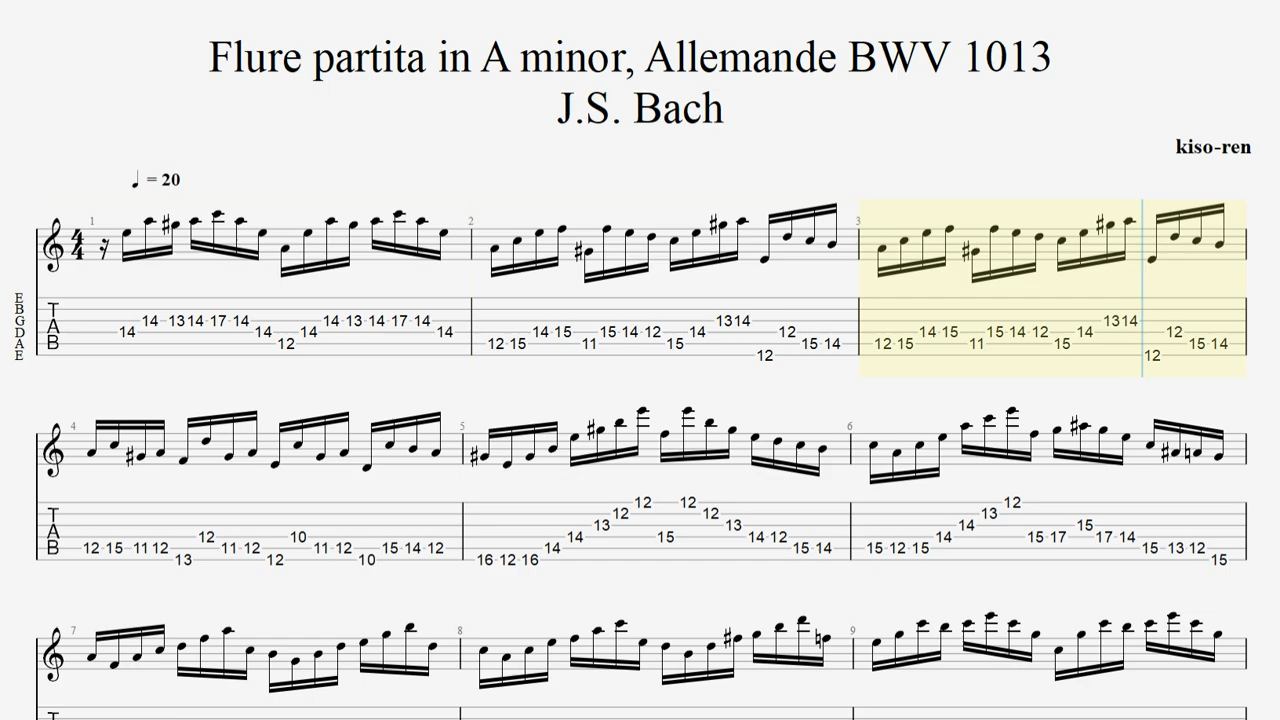 Flure partita in A minor, Allemande BWV 1013
J.S. Bach
kiso-ren
= 20
1 2 3
4 4
E B G D A E
T A B
14 14 13 14 17 14 14 12 14 14 13 14 17 14 14
12 15 14 15 11 15 14 12 15 14 13 14 12 12 15 14
12 15 14 15 11 15 14 12 15 14 13 14 12 12 15 14
4 5 6
T A B
12 15 11 12 13 12 11 12 12 10 11 12 10 15 14 12
16 12 16 14 14 13 12 12 15 12 12 13 14 12 15 14
15 12 15 14 14 13 12 15 17 15 17 14 15 13 12 15
7 8 9
T